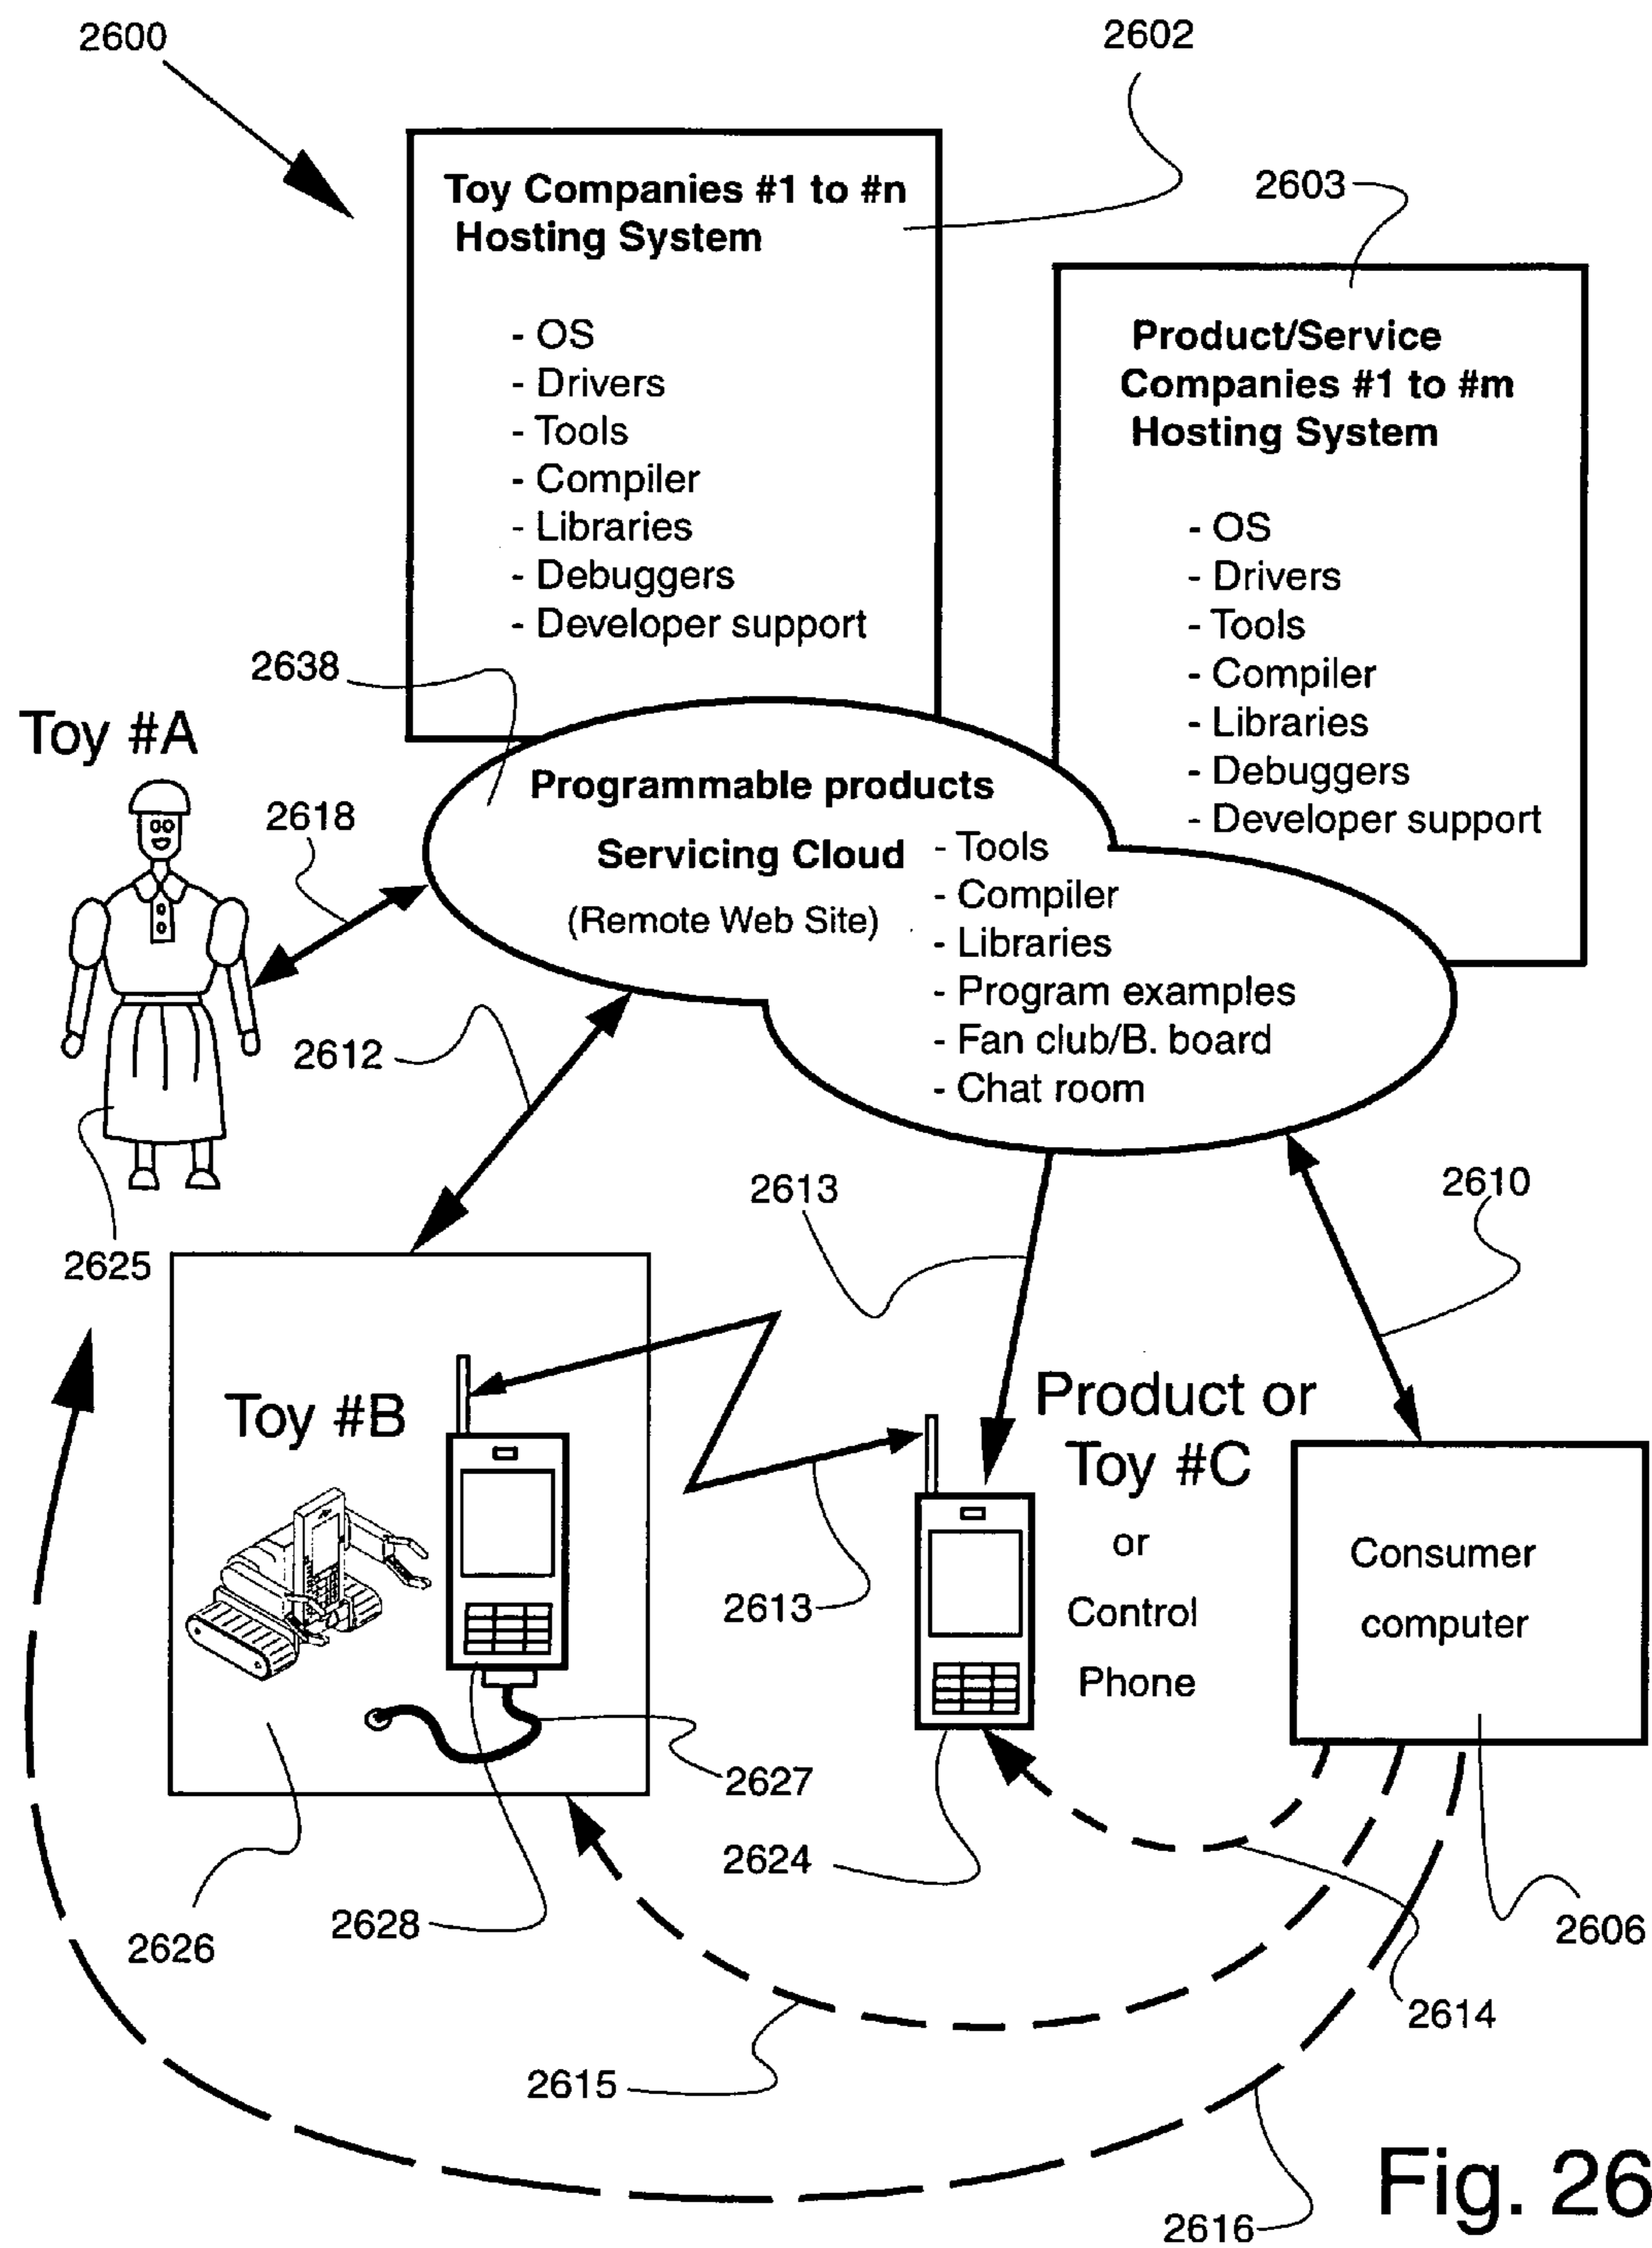 2600
2602
Toy Companies #1 to #n
Hosting System
- OS
- Drivers
- Tools
- Compiler
- Libraries
- Debuggers
- Developer support
2603
Product/Service
Companies #1 to #m
Hosting System
- OS
- Drivers
- Tools
- Compiler
- Libraries
- Debuggers
- Developer support
2638
Toy #A
2618
Programmable products
Servicing Cloud
(Remote Web Site)
- Tools
- Compiler
- Libraries
- Program examples
- Fan club/B. board
- Chat room
2612
2625
2613
2610
Toy #B
Product or
Toy #C
or
Control
Phone
Consumer
computer
2613
2627
2624
2628
2626
2606
2614
2615
2616
Fig. 26